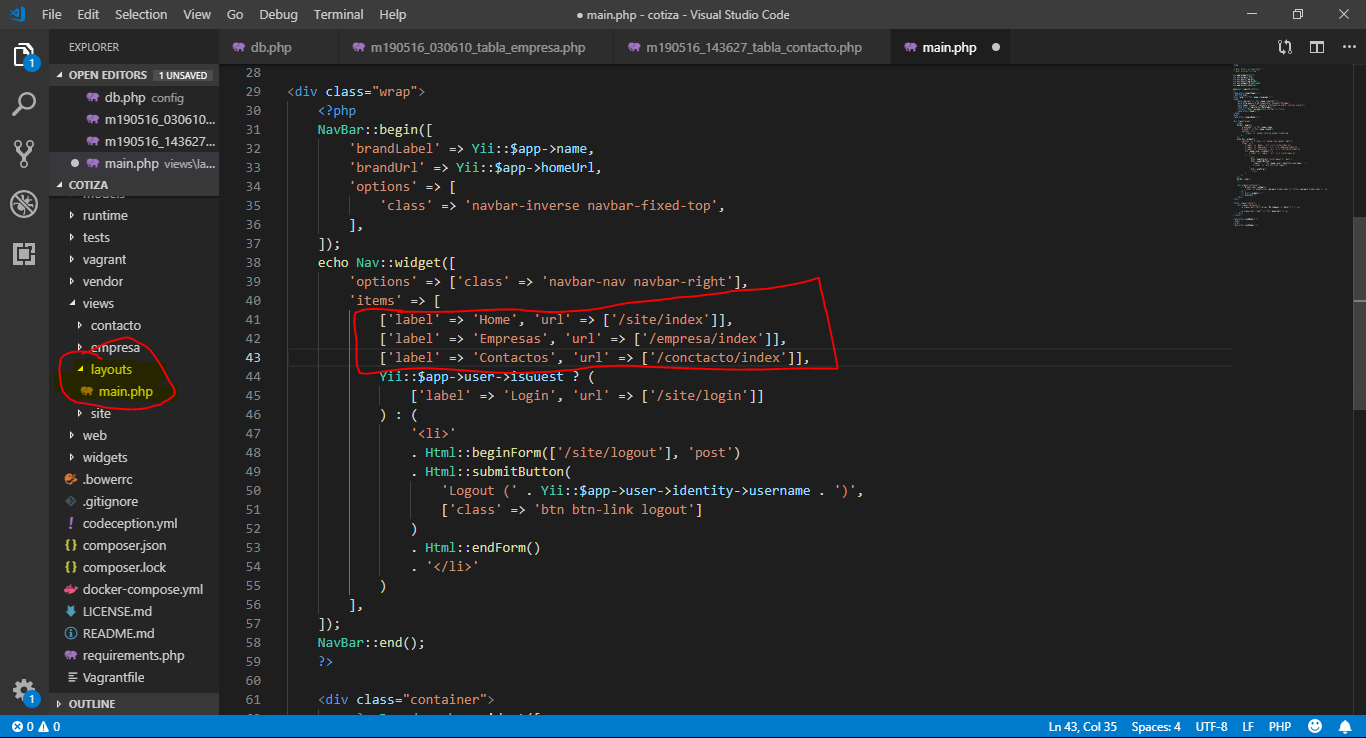 File Edit Selection View Go Debug Terminal Help
● main.php - cotiza - Visual Studio Code
EXPLORER
OPEN EDITORS 1 UNSAVED
db.php config
m190516_030610...
m190516_143627...
main.php views\la...
COTIZA
models
runtime
tests
vagrant
vendor
views
contacto
empresa
layouts
main.php
site
web
widgets
.bowerrc
.gitignore
codeception.yml
composer.json
composer.lock
docker-compose.yml
LICENSE.md
README.md
requirements.php
Vagrantfile
OUTLINE
1
1
db.php m190516_030610_tabla_empresa.php m190516_143627_tabla_contacto.php main.php
28
29 <div class="wrap">
30 <?php
31 NavBar::begin([
32 'brandLabel' => Yii::$app->name,
33 'brandUrl' => Yii::$app->homeUrl,
34 'options' => [
35 'class' => 'navbar-inverse navbar-fixed-top',
36 ],
37 ]);
38 echo Nav::widget([
39 'options' => ['class' => 'navbar-nav navbar-right'],
40 'items' => [
41 ['label' => 'Home', 'url' => ['/site/index']],
42 ['label' => 'Empresas', 'url' => ['/empresa/index']],
43 ['label' => 'Contactos', 'url' => ['/conctacto/index']],
44 Yii::$app->user->isGuest ? (
45 ['label' => 'Login', 'url' => ['/site/login']]
46 ) : (
47 '<li>'
48 . Html::beginForm(['/site/logout'], 'post')
49 . Html::submitButton(
50 'Logout (' . Yii::$app->user->identity->username . ')',
51 ['class' => 'btn btn-link logout']
52 )
53 . Html::endForm()
54 . '</li>'
55 )
56 ],
57 ]);
58 NavBar::end();
59 ?>
60
61 <div class="container">
0 0 Ln 43, Col 35 Spaces: 4 UTF-8 LF PHP